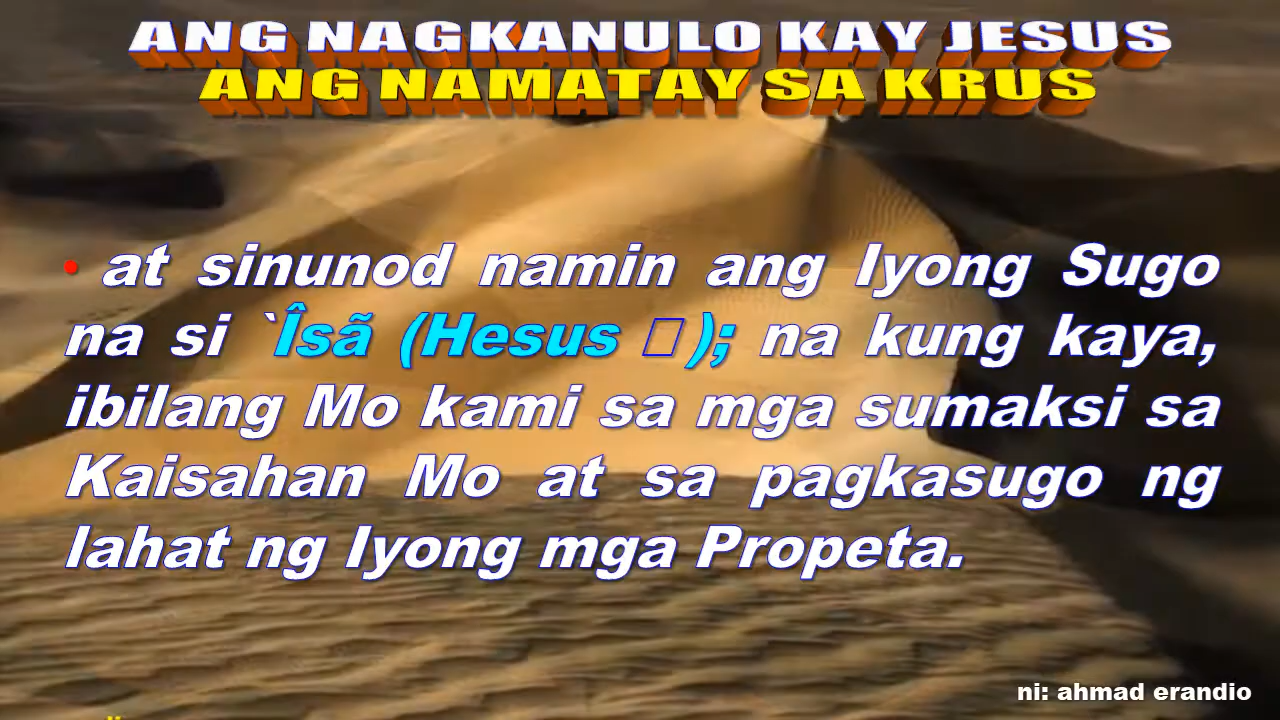 ANG NAGKANULO KAY JESUS
ANG NAMATAY SA KRUS
• at sinunod namin ang Iyong Sugo
na si `Îsã (Hesus ); na kung kaya,
ibilang Mo kami sa mga sumaksi sa
Kaisahan Mo at sa pagkasugo ng
lahat ng Iyong mga Propeta.
ni: ahmad erandio